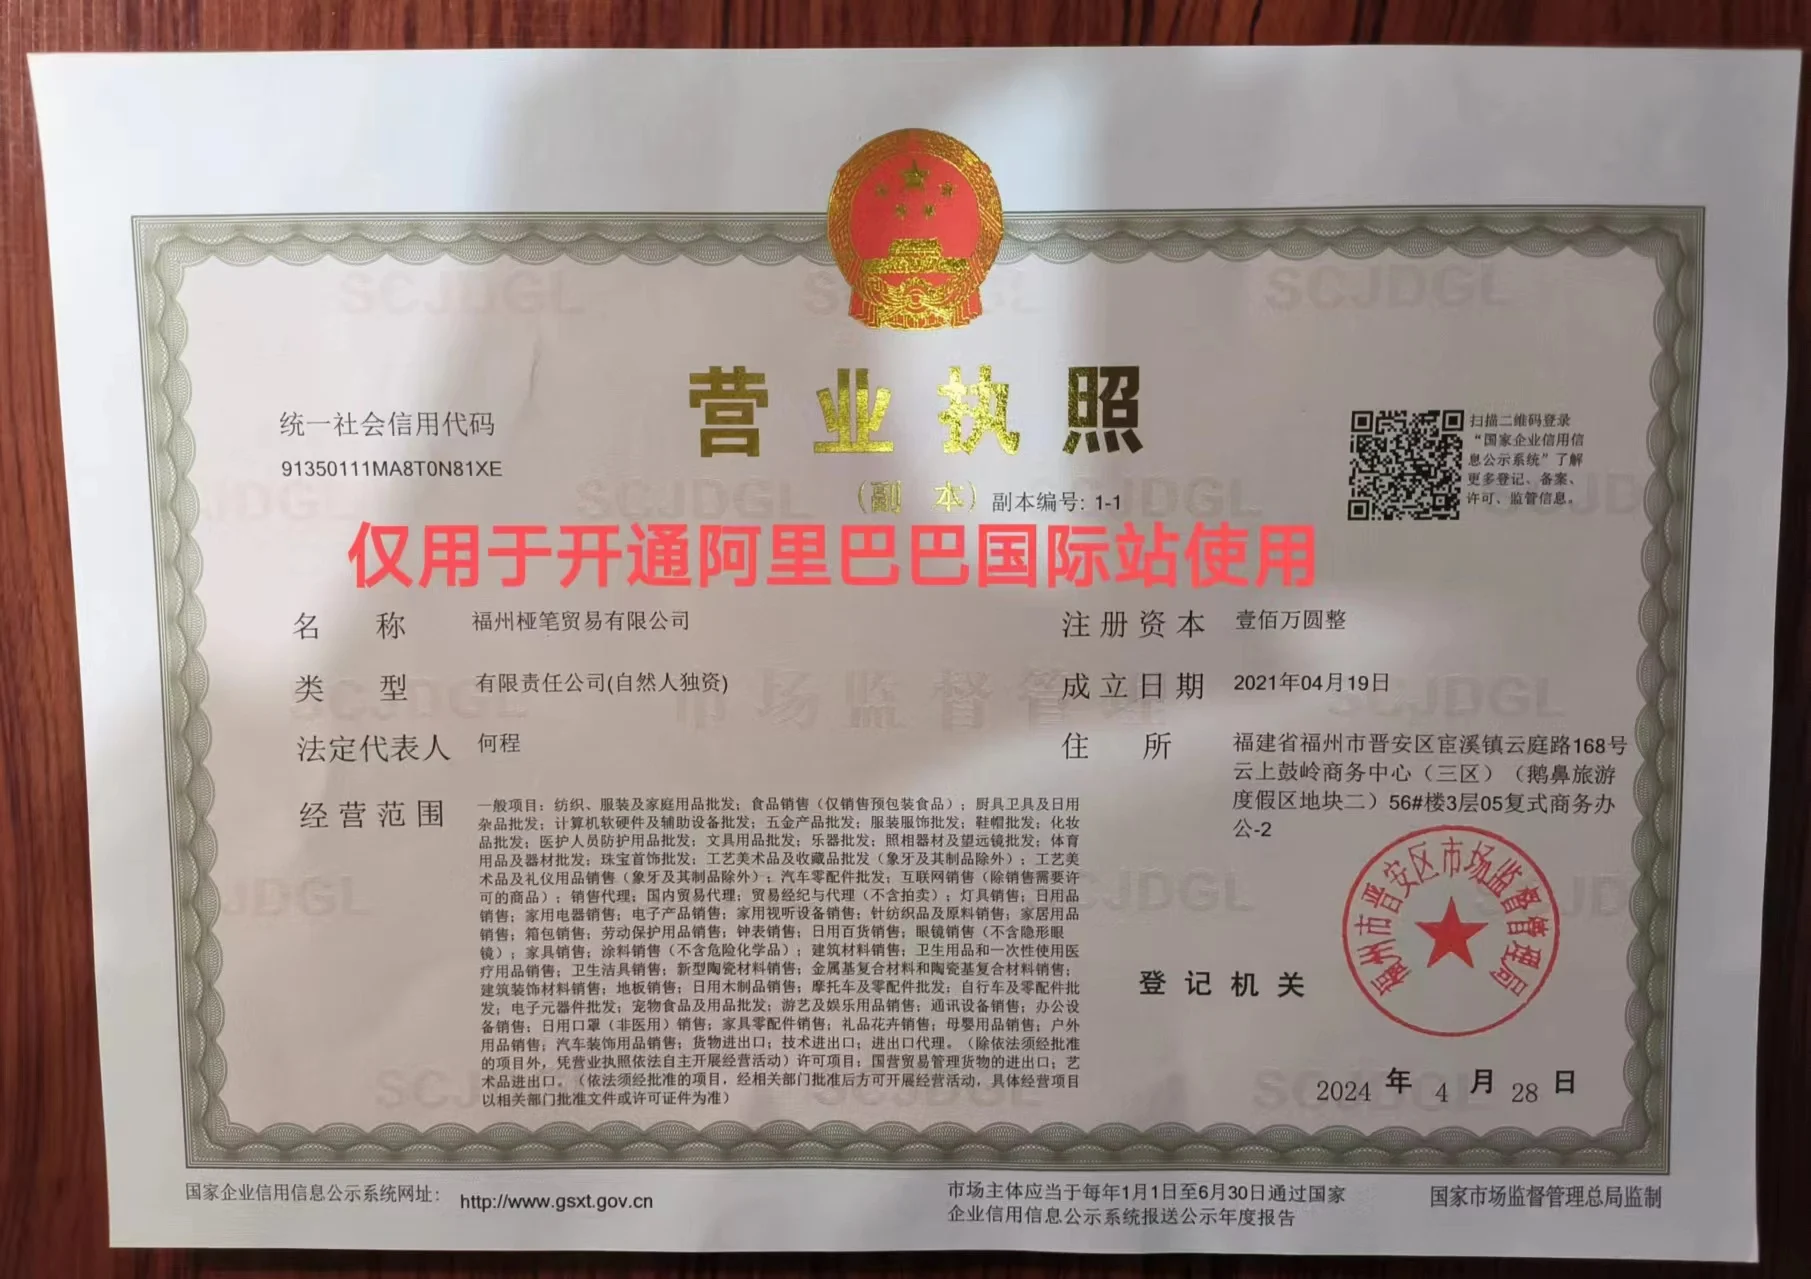 营业执照
（副 本） 副本编号: 1-1
统一社会信用代码
91350111MA8T0N81XE
扫描二维码登录
“国家企业信用信
息公示系统”了解
更多登记、备案、
许可、监管信息。
仅用于开通阿里巴巴国际站使用
名称 福州桠笔贸易有限公司
类型 有限责任公司(自然人独资)
法定代表人 何程
经营范围 一般项目：纺织、服装及家庭用品批发；食品销售（仅销售预包装食品）；厨具卫具及日用
杂品批发；计算机软硬件及辅助设备批发；五金产品批发；服装服饰批发；鞋帽批发；化妆
品批发；医护人员防护用品批发；文具用品批发；乐器批发；照相器材及望远镜批发；体育
用品及器材批发；珠宝首饰批发；工艺美术品及收藏品批发（象牙及其制品除外）；工艺美
术品及礼仪用品销售（象牙及其制品除外）；汽车零配件批发；互联网销售（除销售需要许
可的商品）；销售代理；国内贸易代理；贸易经纪与代理（不含拍卖）；灯具销售；日用品
销售；家用电器销售；电子产品销售；家用视听设备销售；针纺织品及原料销售；家居用品
销售；箱包销售；劳动保护用品销售；钟表销售；日用百货销售；眼镜销售（不含隐形眼
镜）；家具销售；涂料销售（不含危险化学品）；建筑材料销售；卫生用品和一次性使用医
疗用品销售；卫生洁具销售；新型陶瓷材料销售；金属基复合材料和陶瓷基复合材料销售；
建筑装饰材料销售；地板销售；日用木制品销售；摩托车及零配件批发；自行车及零配件批
发；电子元器件批发；宠物食品及用品批发；游艺及娱乐用品销售；通讯设备销售；办公设
备销售；日用口罩（非医用）销售；家具零配件销售；礼品花卉销售；母婴用品销售；户外
用品销售；汽车装饰用品销售；货物进出口；技术进出口；进出口代理。（除依法须经批准
的项目外，凭营业执照依法自主开展经营活动）许可项目：国营贸易管理货物的进出口；艺
术品进出口。（依法须经批准的项目，经相关部门批准后方可开展经营活动，具体经营项目
以相关部门批准文件或许可证件为准）
注册资本 壹佰万圆整
成立日期 2021年04月19日
住所 福建省福州市晋安区宦溪镇云庭路168号
云上鼓岭商务中心（三区）（鹅鼻旅游
度假区地块二）56#楼3层05复式商务办
公-2
登记机关
福州市晋安区市场监督管理局
2024 年 4 月 28 日
SCJDGL
市场监督管理
国家企业信用信息公示系统网址： http://www.gsxt.gov.cn
市场主体应当于每年1月1日至6月30日通过国家
企业信用信息公示系统报送公示年度报告
国家市场监督管理总局监制